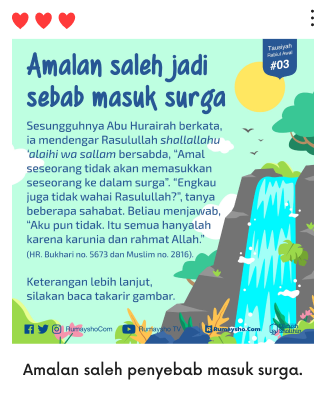 Tausiyah
Rabiul Awal
#03
Amalan saleh jadi
sebab masuk surga
Sesungguhnya Abu Hurairah berkata,
ia mendengar Rasulullah shallallahu
'alaihi wa sallam bersabda, "Amal
seseorang tidak akan memasukkan
seseorang ke dalam surga". "Engkau
juga tidak wahai Rasulullah?", tanya
beberapa sahabat. Beliau menjawab,
"Aku pun tidak. Itu semua hanyalah
karena karunia dan rahmat Allah."
(HR. Bukhari no. 5673 dan Muslim no. 2816).
Keterangan lebih lanjut,
silakan baca takarir gambar.
RumayshoCom
Rumaysho TV
Rumaysho.Com
Amalan saleh penyebab masuk surga.